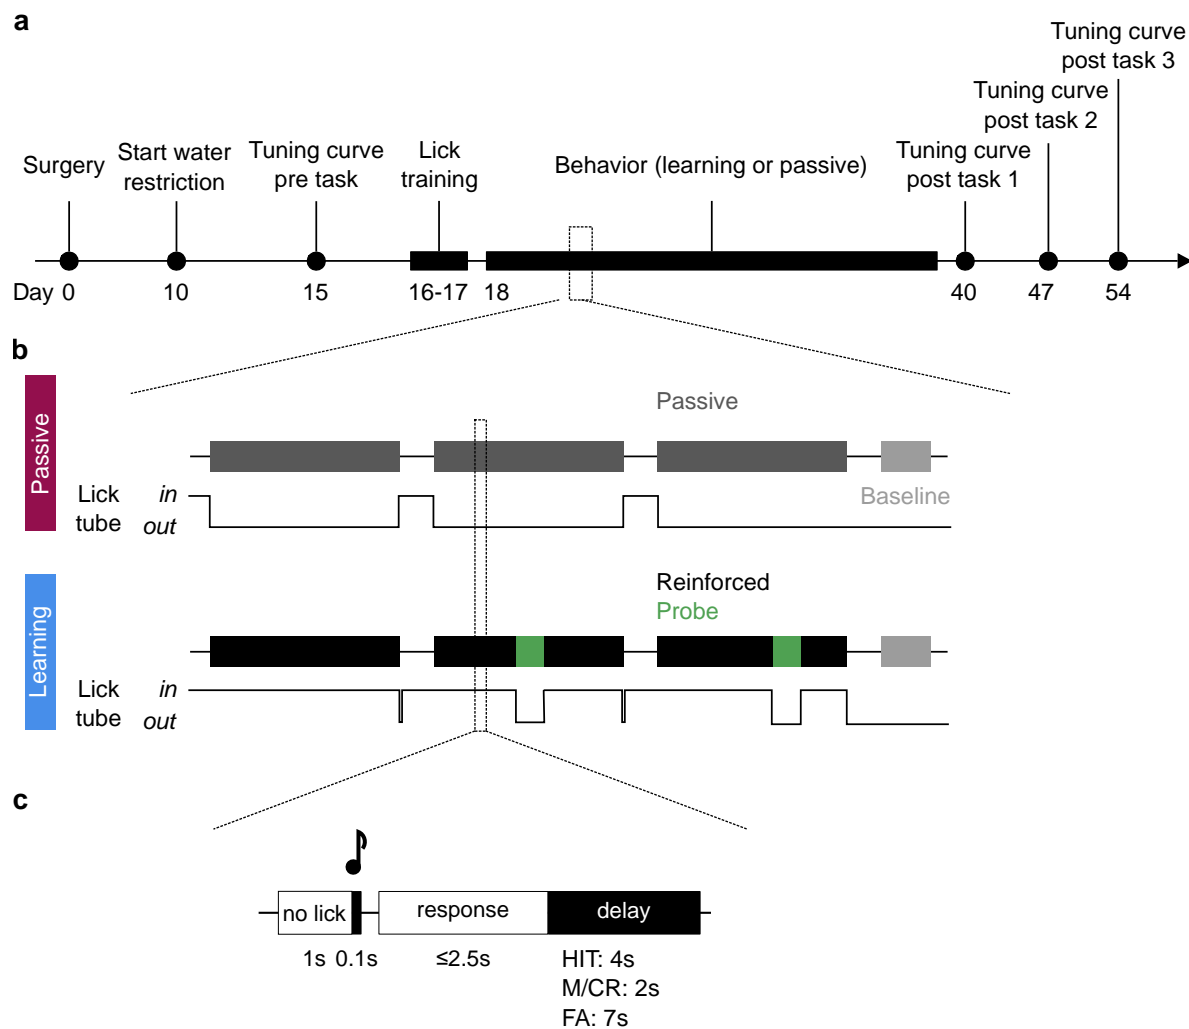 a
Surgery
Start water
restriction
Tuning curve
pre task
Lick
training
Behavior (learning or passive)
Tuning curve
post task 1
Tuning curve
post task 2
Tuning curve
post task 3
Day 0 10 15 16-17 18 40 47 54
b
Passive
Passive
Lick in
tube out
Baseline
Learning
Reinforced
Probe
Lick in
tube out
c
no lick response delay
1s 0.1s ≤2.5s HIT: 4s
M/CR: 2s
FA: 7s